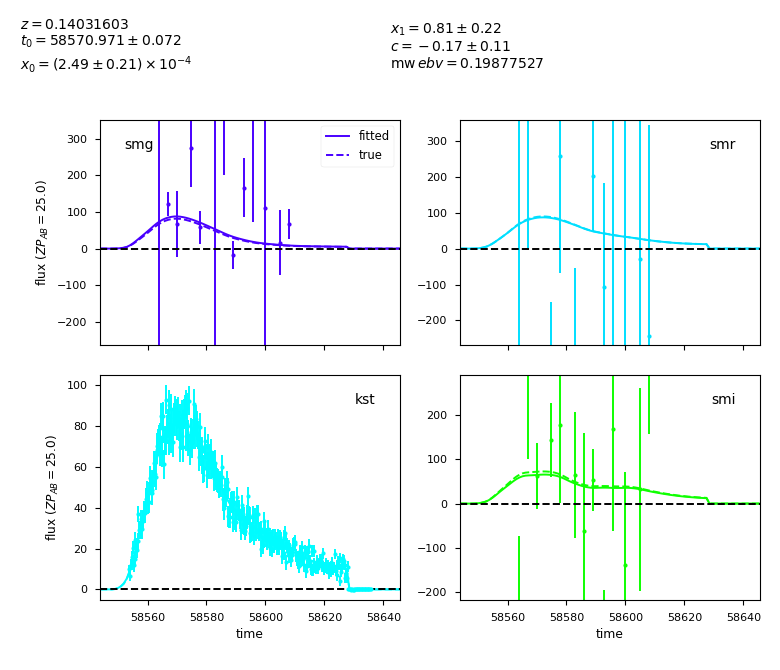 z = 0.14031603
t₀ = 58570.971 ± 0.072
x₀ = (2.49 ± 0.21) × 10⁻⁴
x₁ = 0.81 ± 0.22
c = −0.17 ± 0.11
mw ebv = 0.19877527
smg
fitted
true
300
200
100
0
−100
−200
flux (ZP_AB = 25.0)
smr
300
200
100
0
−100
−200
kst
100
80
60
40
20
0
flux (ZP_AB = 25.0)
58560 58580 58600 58620 58640
time
smi
200
100
0
−100
−200
58560 58580 58600 58620 58640
time